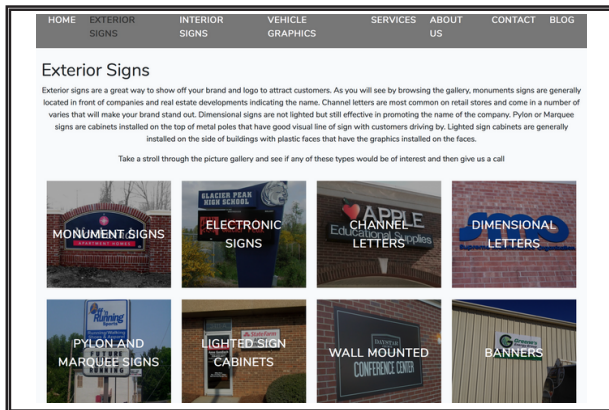 HOME EXTERIOR SIGNS INTERIOR SIGNS VEHICLE GRAPHICS SERVICES ABOUT US CONTACT BLOG
Exterior Signs
Exterior signs are a great way to show off your brand and logo to attract customers. As you will see by browsing the gallery, monuments signs are generally
located in front of companies and real estate developments indicating the name. Channel letters are most common on retail stores and come in a number of
varies that will make your brand stand out. Dimensional signs are not lighted but still effective in promoting the name of the company. Pylon or Marquee
signs are cabinets installed on the top of metal poles that have good visual line of sign with customers driving by. Lighted sign cabinets are generally
installed on the side of buildings with plastic faces that have the graphics installed on the faces.
Take a stroll through the picture gallery and see if any of these types would be of interest and then give us a call
MONUMENT SIGNS
APARTMENT HOMES
GLACIER PEAK
HIGH SCHOOL
ELECTRONIC
SIGNS
APPLE
Educational Supplies
CHANNEL
LETTERS
DIMENSIONAL
LETTERS
Running
FUTURE
RUNNING
PYLON AND
MARQUEE SIGNS
State Farm
LIGHTED SIGN
CABINETS
DAYSTAR
CONFERENCE CENTER
WALL MOUNTED
BANNERS